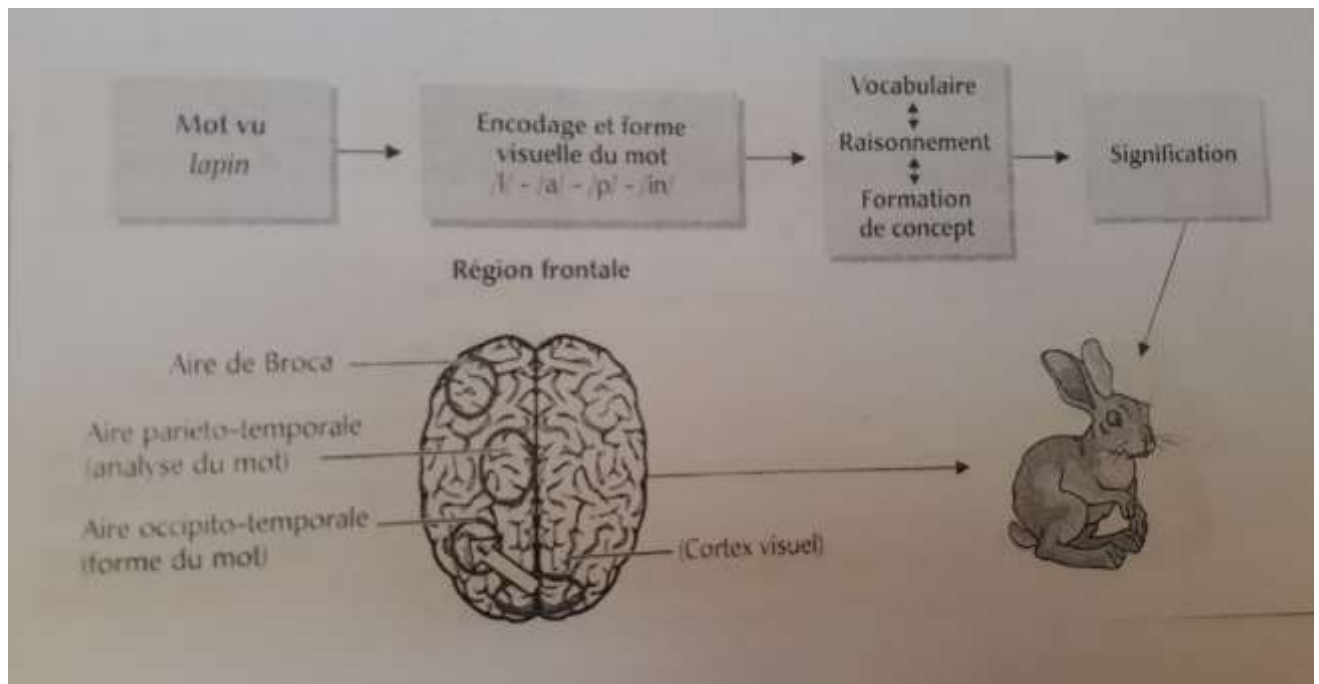 Mot vu
lapin
Encodage et forme
visuelle du mot
/l/ - /a/ - /p/ - /in/
Vocabulaire
Raisonnement
Formation
de concept
Signification
Région frontale
Aire de Broca
Aire parieto-temporale
(analyse du mot)
Aire occipito-temporale
(forme du mot)
(Cortex visuel)